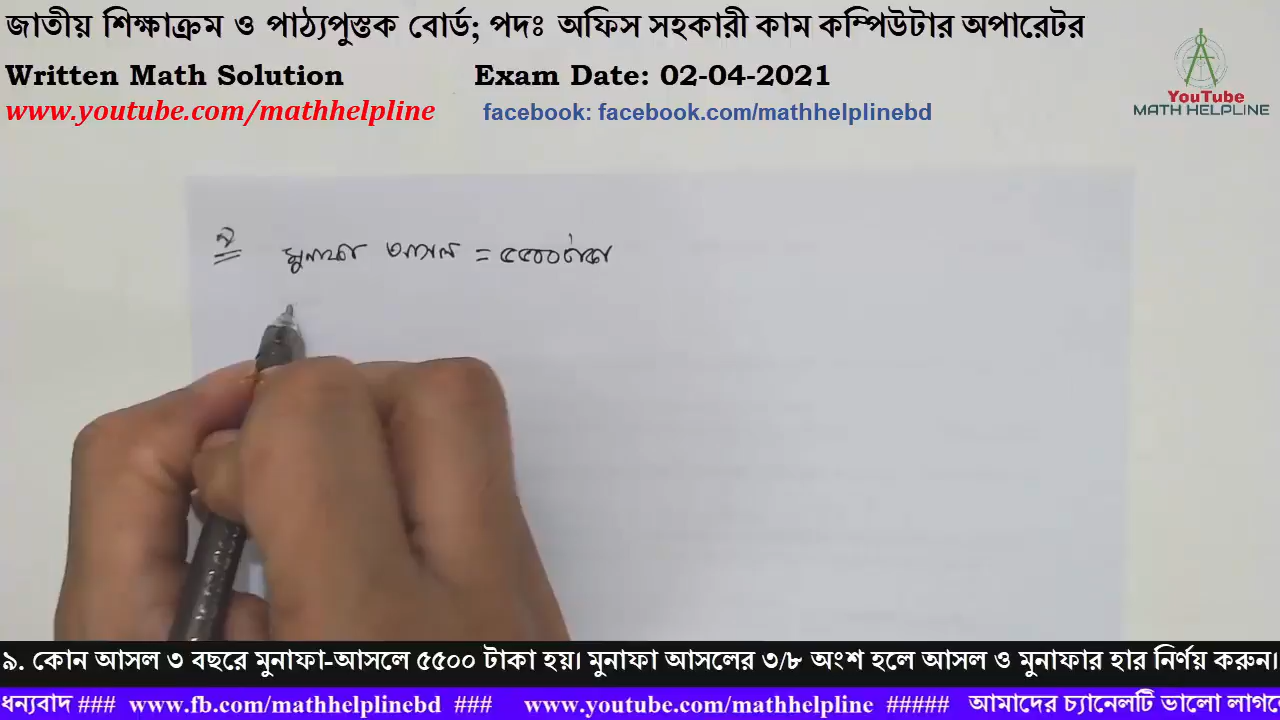 জাতীয় শিক্ষাক্রম ও পাঠ্যপুস্তক বোর্ড; পদঃ অফিস সহকারী কাম কম্পিউটার অপারেটর
Written Math Solution Exam Date: 02-04-2021
www.youtube.com/mathhelpline facebook: facebook.com/mathhelplinebd
YouTube
MATH HELPLINE
৯ মুনাফা আসল = ৫৫০০ টাকা
৯. কোন আসল ৩ বছরে মুনাফা-আসলে ৫৫০০ টাকা হয়। মুনাফা আসলের ৩/৮ অংশ হলে আসল ও মুনাফার হার নির্ণয় করুন।
ধন্যবাদ ### www.fb.com/mathhelplinebd ### www.youtube.com/mathhelpline ##### আমাদের চ্যানেলটি ভালো লাগ